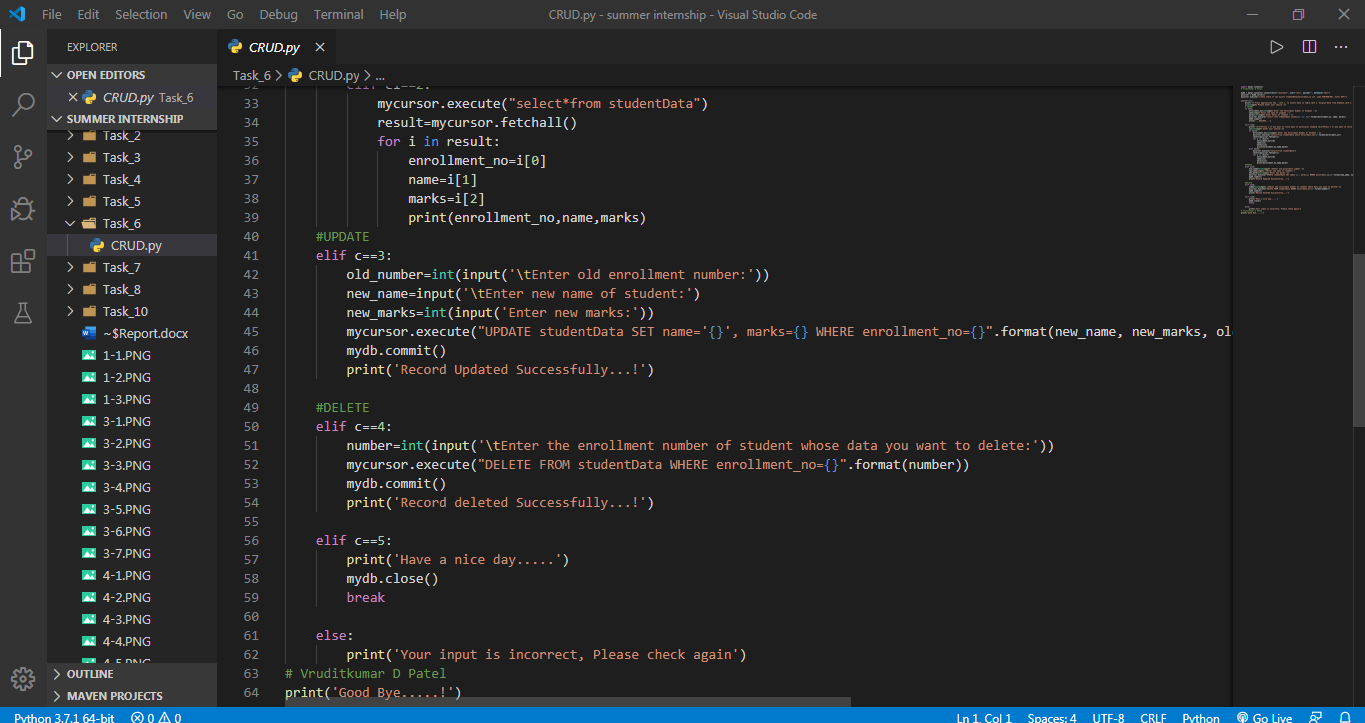 File Edit Selection View Go Debug Terminal Help CRUD.py - summer internship - Visual Studio Code
EXPLORER
CRUD.py
OPEN EDITORS
CRUD.py Task_6
SUMMER INTERNSHIP
Task_2
Task_3
Task_4
Task_5
Task_6
CRUD.py
Task_7
Task_8
Task_10
~$Report.docx
1-1.PNG
1-2.PNG
1-3.PNG
3-1.PNG
3-2.PNG
3-3.PNG
3-4.PNG
3-5.PNG
3-6.PNG
3-7.PNG
4-1.PNG
4-2.PNG
4-3.PNG
4-4.PNG
4-5.PNG
OUTLINE
MAVEN PROJECTS
Task_6 > CRUD.py > ...
33 mycursor.execute("select*from studentData")
34 result=mycursor.fetchall()
35 for i in result:
36 enrollment_no=i[0]
37 name=i[1]
38 marks=i[2]
39 print(enrollment_no,name,marks)
40 #UPDATE
41 elif c==3:
42 old_number=int(input('\tEnter old enrollment number:'))
43 new_name=input('\tEnter new name of student:')
44 new_marks=int(input('Enter new marks:'))
45 mycursor.execute("UPDATE studentData SET name='{}', marks={} WHERE enrollment_no={}".format(new_name, new_marks, ol
46 mydb.commit()
47 print('Record Updated Successfully...!')
48
49 #DELETE
50 elif c==4:
51 number=int(input('\tEnter the enrollment number of student whose data you want to delete:'))
52 mycursor.execute("DELETE FROM studentData WHERE enrollment_no={}".format(number))
53 mydb.commit()
54 print('Record deleted Successfully...!')
55
56 elif c==5:
57 print('Have a nice day.....')
58 mydb.close()
59 break
60
61 else:
62 print('Your input is incorrect, Please check again')
63 # Vruditkumar D Patel
64 print('Good Bye.....!')
Python 3.7.1 64-bit 0 0 Ln 1, Col 1 Spaces: 4 UTF-8 CRLF Python Go Live